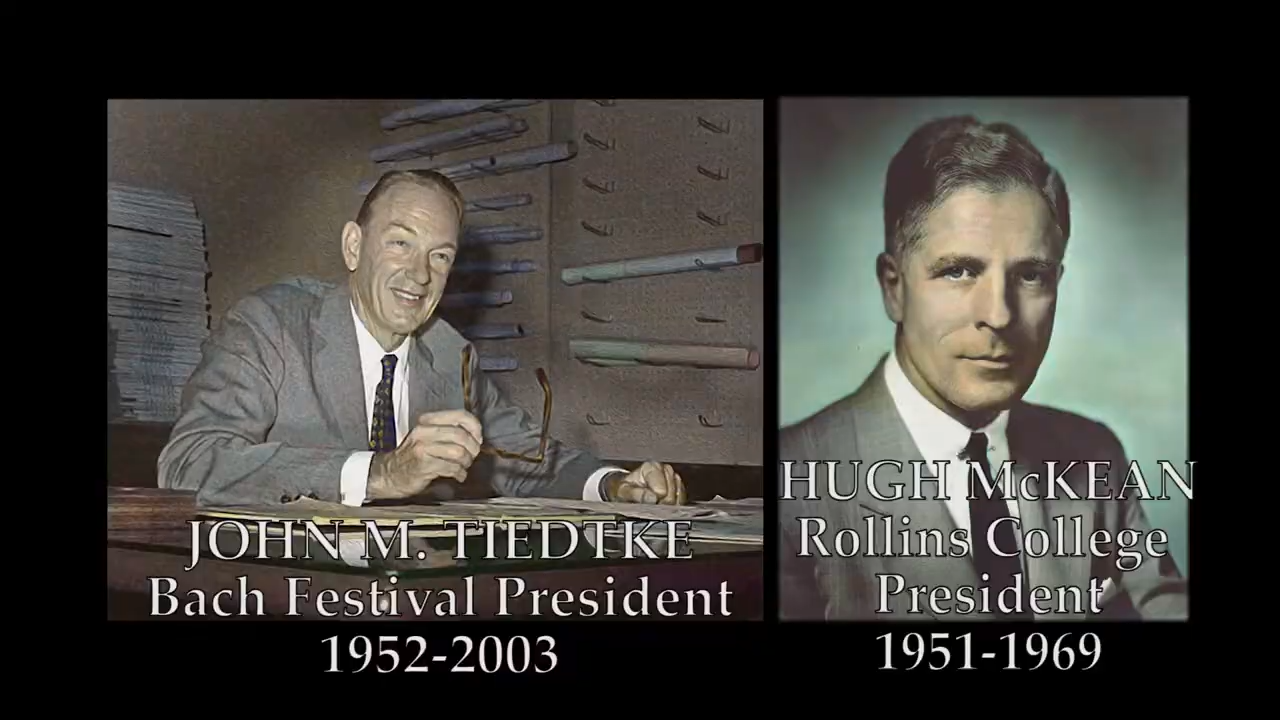 JOHN M. TIEDTKE
Bach Festival President
1952-2003
HUGH McKEAN
Rollins College
President
1951-1969